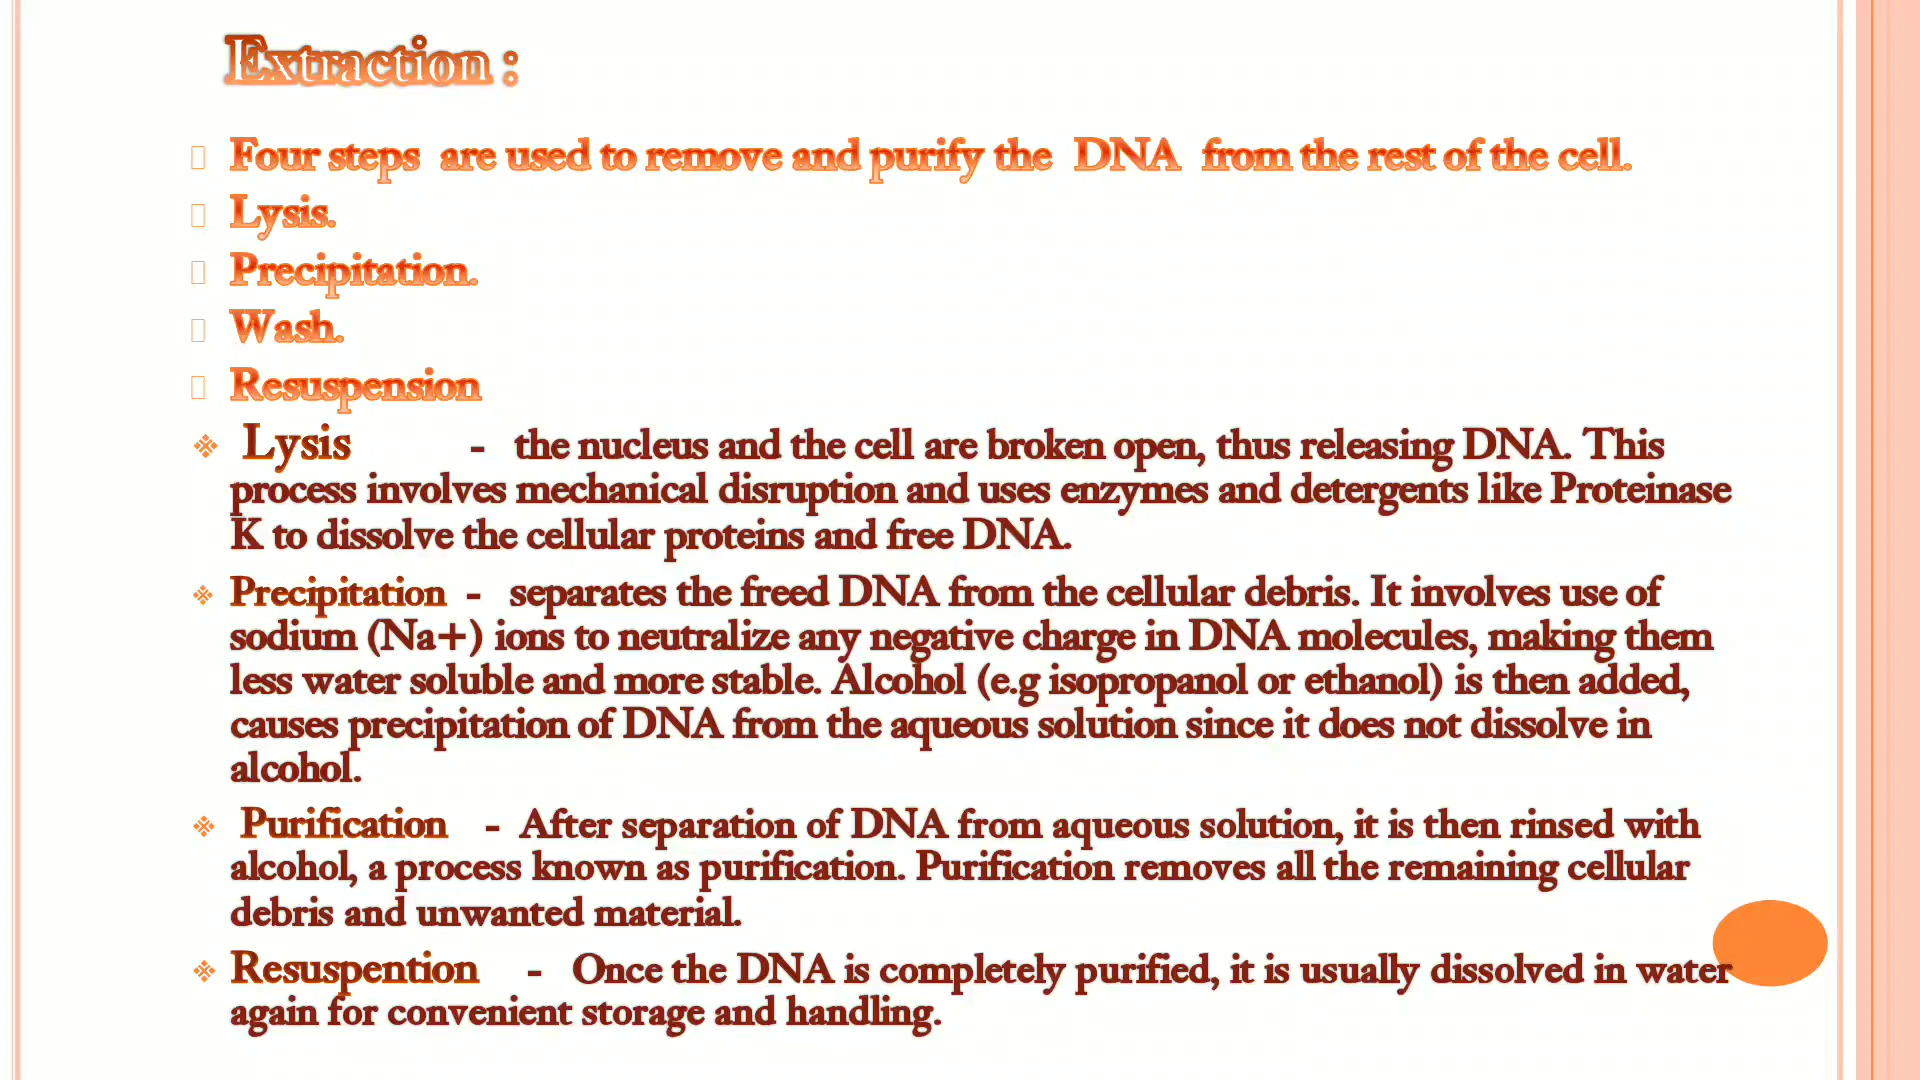 Extraction :
Four steps are used to remove and purify the DNA from the rest of the cell.
Lysis.
Precipitation.
Wash.
Resuspension
Lysis - the nucleus and the cell are broken open, thus releasing DNA. This
process involves mechanical disruption and uses enzymes and detergents like Proteinase
K to dissolve the cellular proteins and free DNA.
Precipitation - separates the freed DNA from the cellular debris. It involves use of
sodium (Na+) ions to neutralize any negative charge in DNA molecules, making them
less water soluble and more stable. Alcohol (e.g isopropanol or ethanol) is then added,
causes precipitation of DNA from the aqueous solution since it does not dissolve in
alcohol.
Purification - After separation of DNA from aqueous solution, it is then rinsed with
alcohol, a process known as purification. Purification removes all the remaining cellular
debris and unwanted material.
Resuspention - Once the DNA is completely purified, it is usually dissolved in water
again for convenient storage and handling.